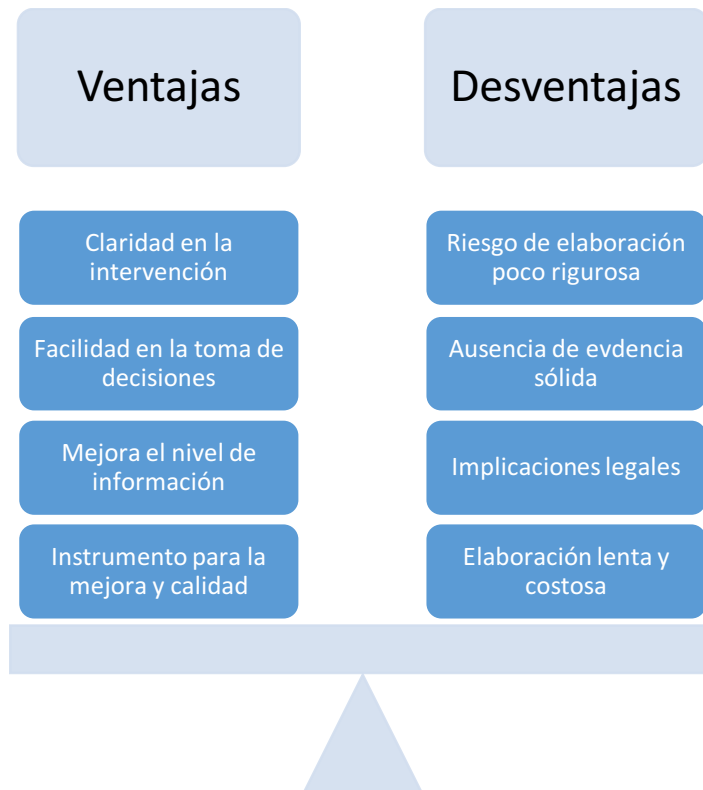 Ventajas
Desventajas
Claridad en la
intervención
Riesgo de elaboración
poco rigurosa
Facilidad en la toma de
decisiones
Ausencia de evdencia
sólida
Mejora el nivel de
información
Implicaciones legales
Instrumento para la
mejora y calidad
Elaboración lenta y
costosa